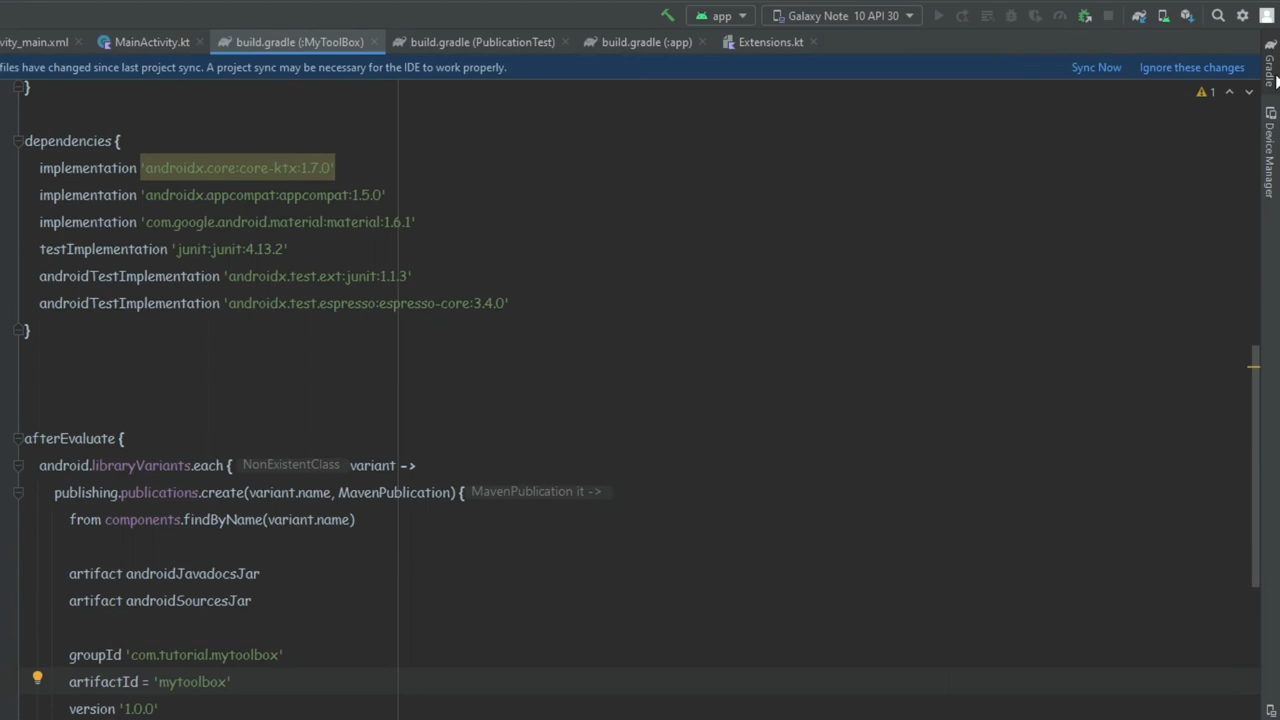 app
Galaxy Note 10 API 30
vity_main.xml
MainActivity.kt
build.gradle (:MyToolBox)
build.gradle (PublicationTest)
build.gradle (:app)
Extensions.kt
files have changed since last project sync. A project sync may be necessary for the IDE to work properly.
Sync Now
Ignore these changes
Gradle
Device Manager
1
}
dependencies {
implementation 'androidx.core:core-ktx:1.7.0'
implementation 'androidx.appcompat:appcompat:1.5.0'
implementation 'com.google.android.material:material:1.6.1'
testImplementation 'junit:junit:4.13.2'
androidTestImplementation 'androidx.test.ext:junit:1.1.3'
androidTestImplementation 'androidx.test.espresso:espresso-core:3.4.0'
}
afterEvaluate {
android.libraryVariants.each { NonExistentClass variant ->
publishing.publications.create(variant.name, MavenPublication) { MavenPublication it ->
from components.findByName(variant.name)
artifact androidJavadocsJar
artifact androidSourcesJar
groupId 'com.tutorial.mytoolbox'
artifactId = 'mytoolbox'
version '1.0.0'